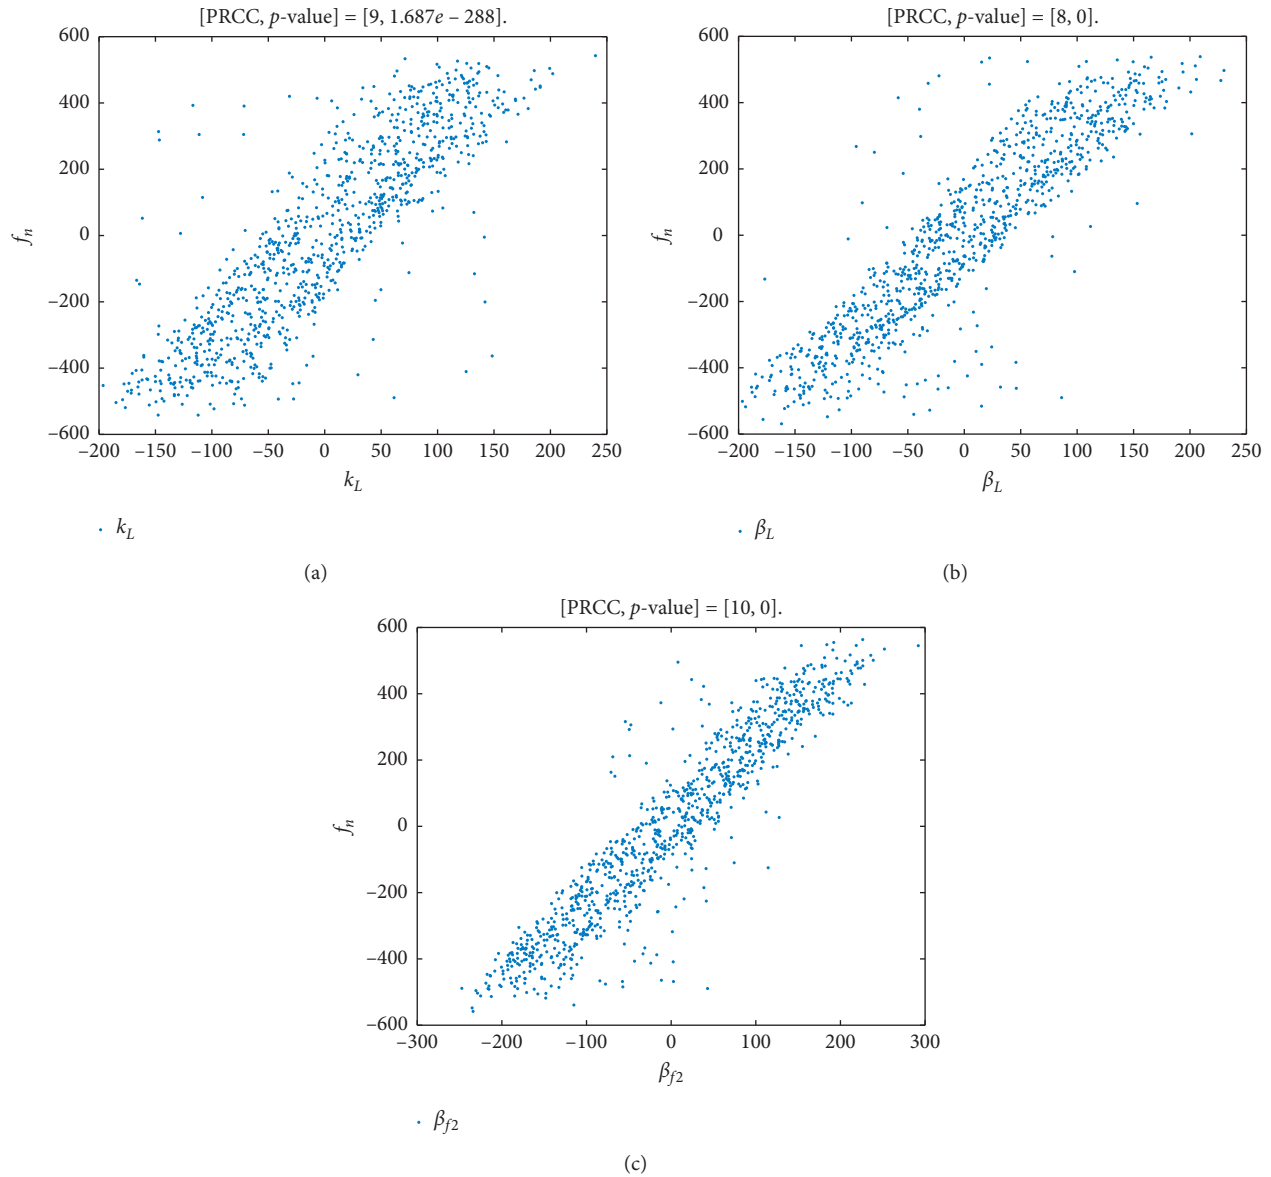 [PRCC, p-value] = [9, 1.687e – 288].
600
400
200
0
–200
–400
–600
f_n
–200 –150 –100 –50 0 50 100 150 200 250
k_L
k_L
(a)
[PRCC, p-value] = [8, 0].
600
400
200
0
–200
–400
–600
f_n
–200 –150 –100 –50 0 50 100 150 200 250
β_L
β_L
(b)
[PRCC, p-value] = [10, 0].
600
400
200
0
–200
–400
–600
f_n
–300 –200 –100 0 100 200 300
β_f2
β_f2
(c)